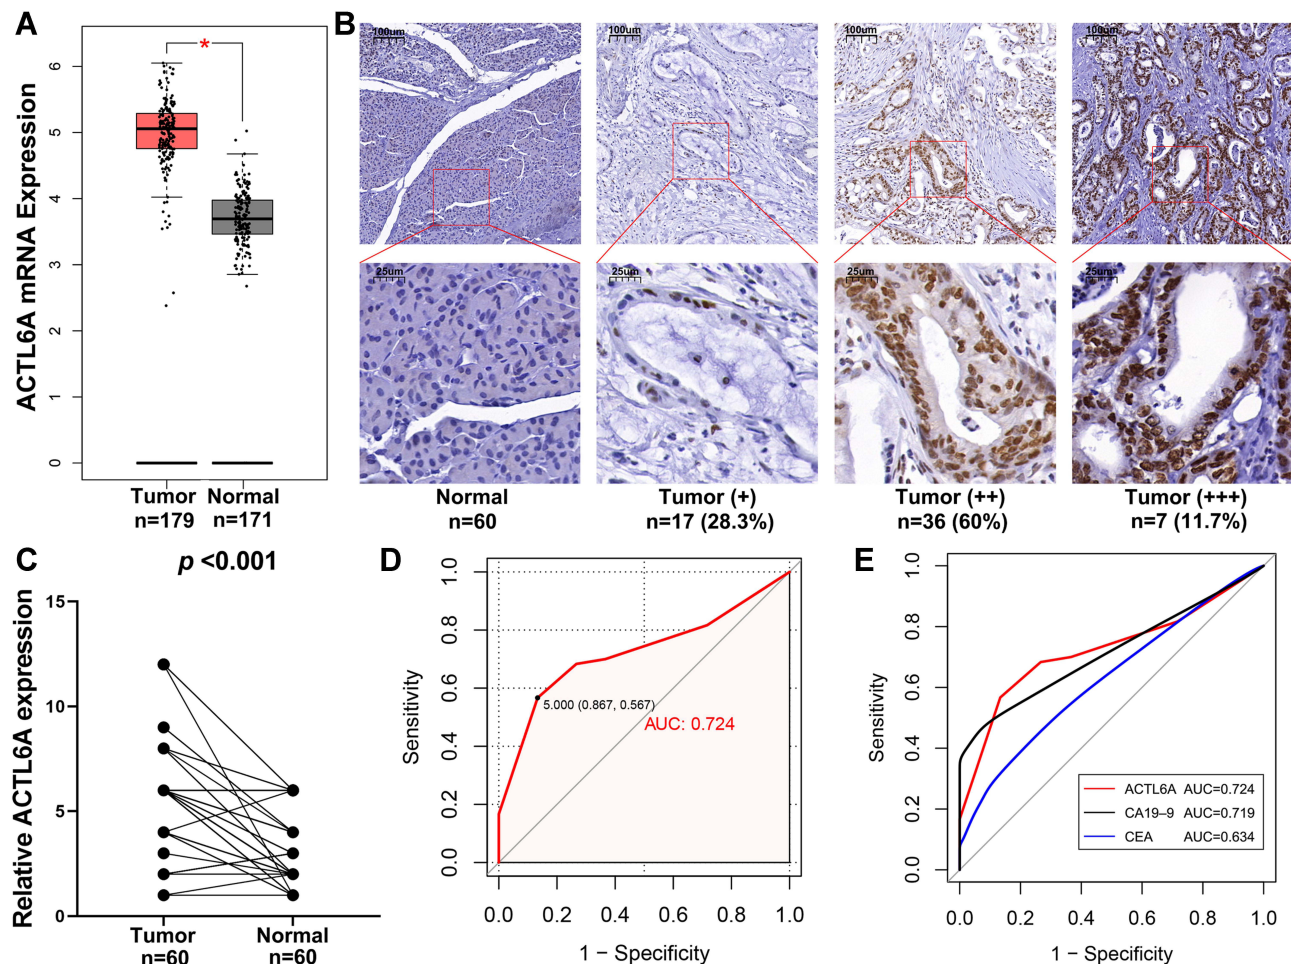 A
ACTL6A mRNA Expression
6
5
4
3
2
1
0
*
Tumor
n=179
Normal
n=171
B
100um
100um
100um
100um
25um
25um
25um
25um
Normal
n=60
Tumor (+)
n=17 (28.3%)
Tumor (++)
n=36 (60%)
Tumor (+++)
n=7 (11.7%)
C
p <0.001
Relative ACTL6A expression
15
10
5
0
Tumor
n=60
Normal
n=60
D
Sensitivity
1.0
0.8
0.6
0.4
0.2
0.0
5.000 (0.867, 0.567)
AUC: 0.724
0.0 0.2 0.4 0.6 0.8 1.0
1 − Specificity
E
Sensitivity
1.0
0.8
0.6
0.4
0.2
0.0
ACTL6A AUC=0.724
CA19−9 AUC=0.719
CEA AUC=0.634
0.0 0.2 0.4 0.6 0.8 1.0
1 − Specificity